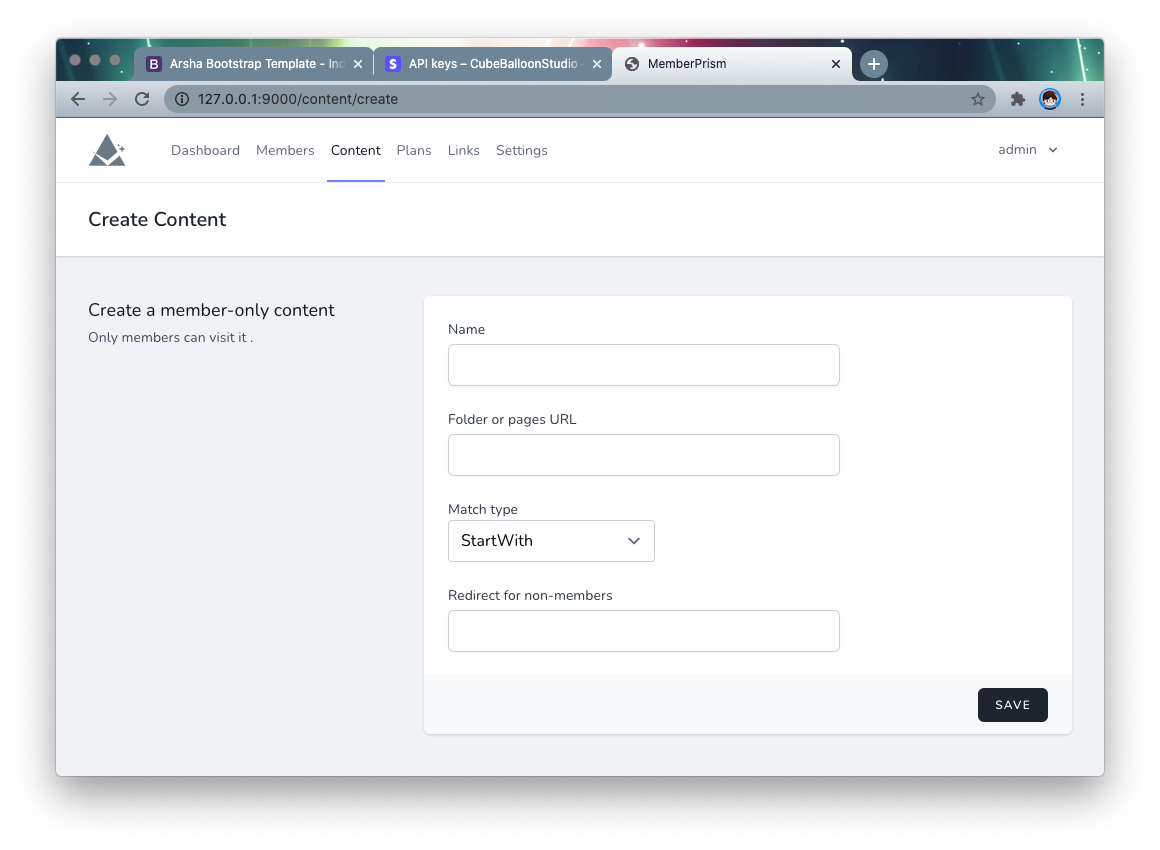 Arsha Bootstrap Template - Ind
API keys – CubeBalloonStudio -
MemberPrism
127.0.0.1:9000/content/create
Dashboard Members Content Plans Links Settings
admin
Create Content
Create a member-only content
Only members can visit it .
Name
Folder or pages URL
Match type
StartWith
Redirect for non-members
SAVE